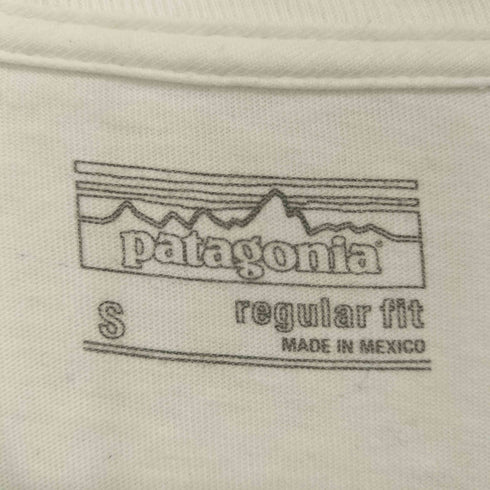 patagonia®
S regular fit
MADE IN MEXICO